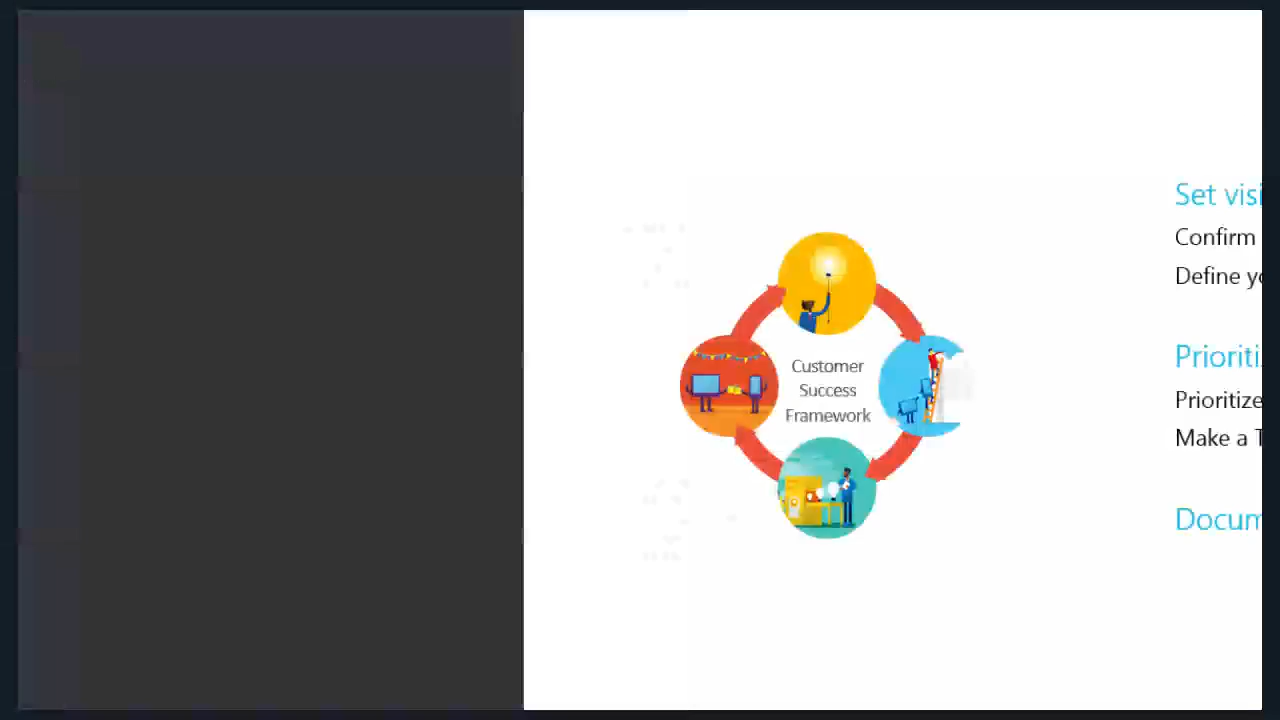 Customer
Success
Framework
Set visi
Confirm
Define yo
Prioriti
Prioritize
Make a T
Docum